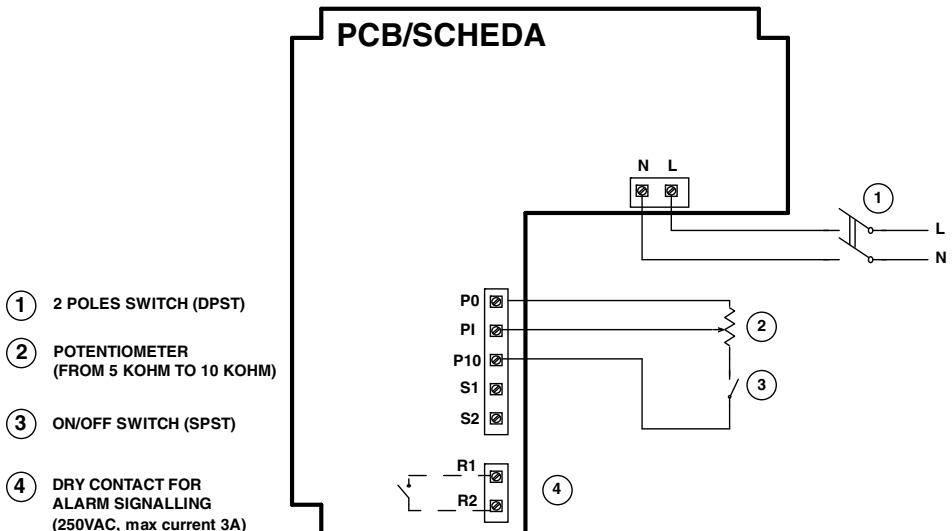 PCB/SCHEDA
N L
1
L
N
P0
PI
P10
S1
S2
2
3
R1
R2
4
1 2 POLES SWITCH (DPST)
2 POTENTIOMETER
(FROM 5 KOHM TO 10 KOHM)
3 ON/OFF SWITCH (SPST)
4 DRY CONTACT FOR
ALARM SIGNALLING
(250VAC, max current 3A)